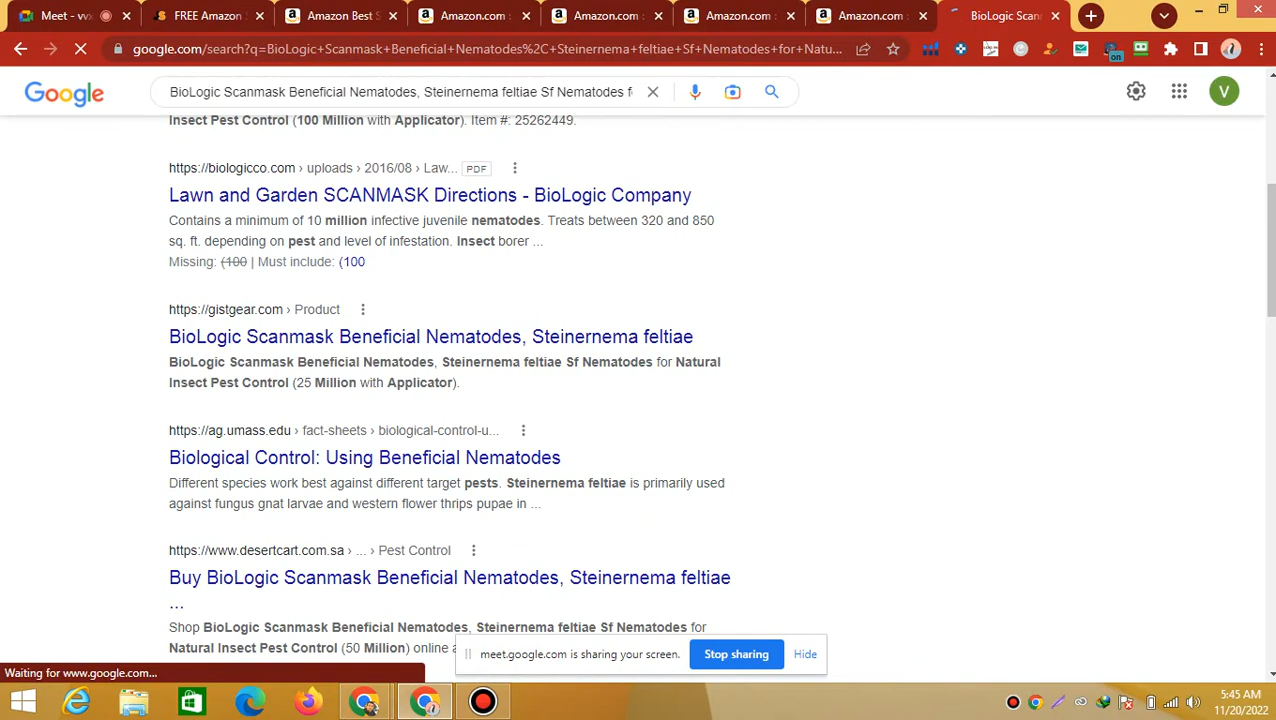 Meet - vvx
FREE Amazon S
Amazon Best S
Amazon.com :
Amazon.com :
Amazon.com :
Amazon.com :
BioLogic Scan
google.com/search?q=BioLogic+Scanmask+Beneficial+Nematodes%2C+Steinernema+feltiae+Sf+Nematodes+for+Natu...
on
Google
BioLogic Scanmask Beneficial Nematodes, Steinernema feltiae Sf Nematodes f
V
Insect Pest Control (100 Million with Applicator). Item #: 25262449.
https://biologicco.com › uploads › 2016/08 › Law... PDF
Lawn and Garden SCANMASK Directions - BioLogic Company
Contains a minimum of 10 million infective juvenile nematodes. Treats between 320 and 850
sq. ft. depending on pest and level of infestation. Insect borer ...
Missing: (100 | Must include: (100
https://gistgear.com › Product
BioLogic Scanmask Beneficial Nematodes, Steinernema feltiae
BioLogic Scanmask Beneficial Nematodes, Steinernema feltiae Sf Nematodes for Natural
Insect Pest Control (25 Million with Applicator).
https://ag.umass.edu › fact-sheets › biological-control-u...
Biological Control: Using Beneficial Nematodes
Different species work best against different target pests. Steinernema feltiae is primarily used
against fungus gnat larvae and western flower thrips pupae in ...
https://www.desertcart.com.sa › ... › Pest Control
Buy BioLogic Scanmask Beneficial Nematodes, Steinernema feltiae
...
Shop BioLogic Scanmask Beneficial Nematodes, Steinernema feltiae Sf Nematodes for
Natural Insect Pest Control (50 Million) online a
meet.google.com is sharing your screen. Stop sharing Hide
Waiting for www.google.com...
5:45 AM
11/20/2022